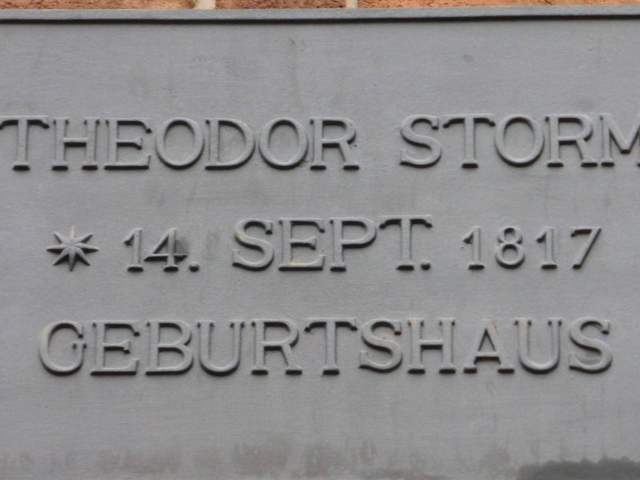 THEODOR STORM
* 14. SEPT. 1817
GEBURTSHAUS